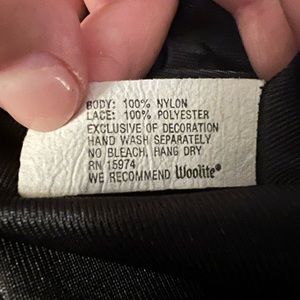 BODY: 100% NYLON
LACE: 100% POLYESTER
EXCLUSIVE OF DECORATION
HAND WASH SEPARATELY
NO BLEACH, HANG DRY
RN 15974
WE RECOMMEND Woolite®